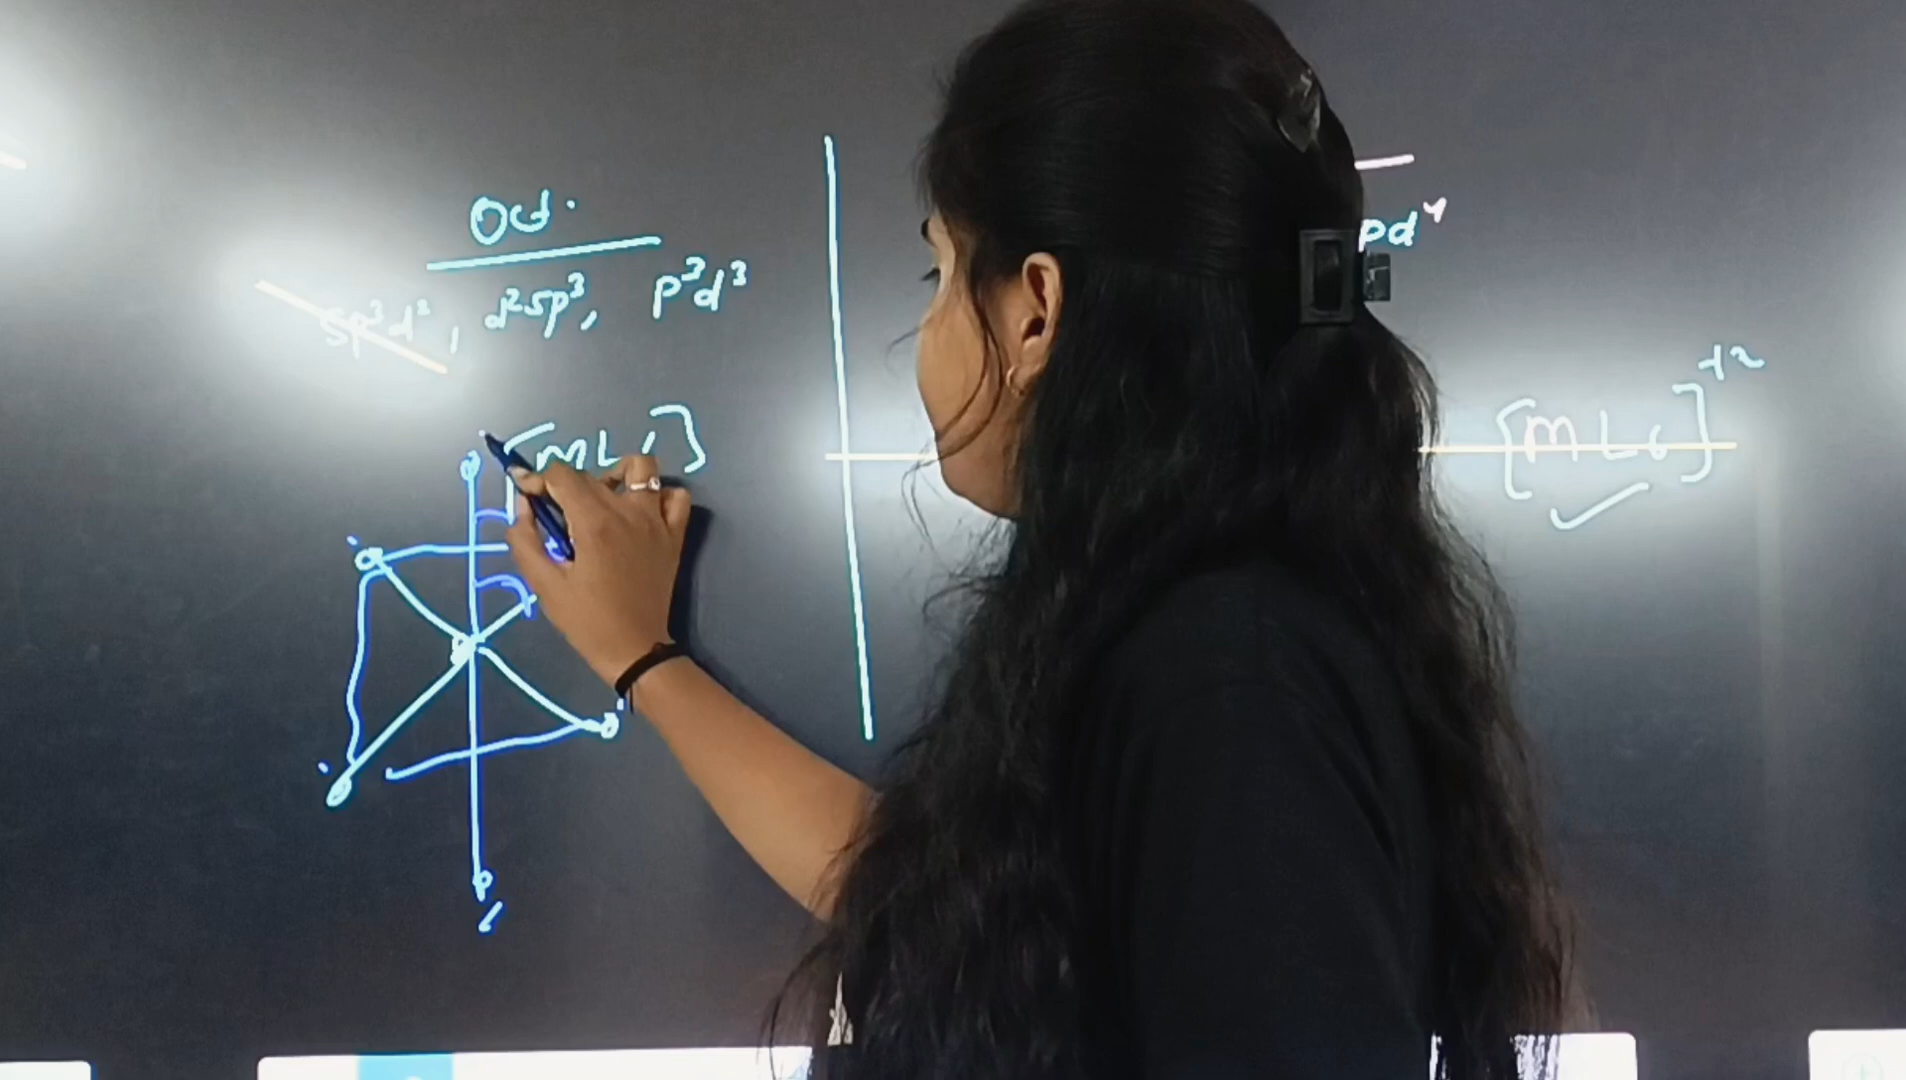 Oct.
sp³d², d²sp³, p³d³
pd⁴
[ML₆]
[ML₆]⁺²